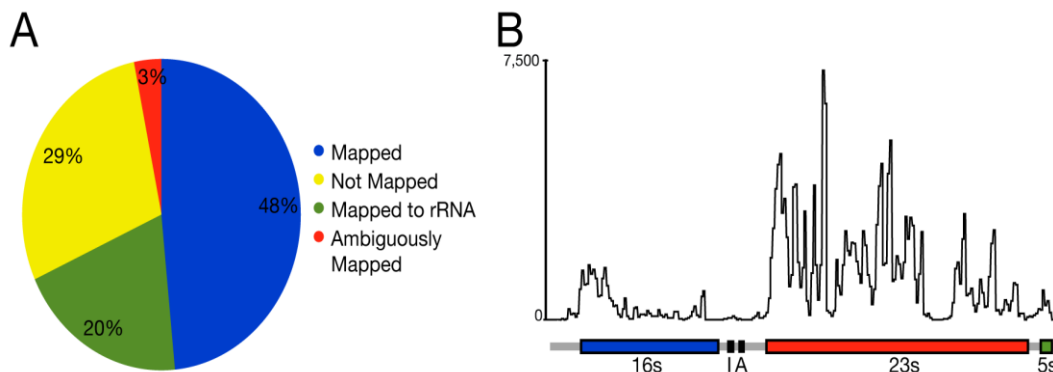 A
3%
29%
48%
20%
Mapped
Not Mapped
Mapped to rRNA
Ambiguously
Mapped
B
7,500
0
16s
I A
23s
5s